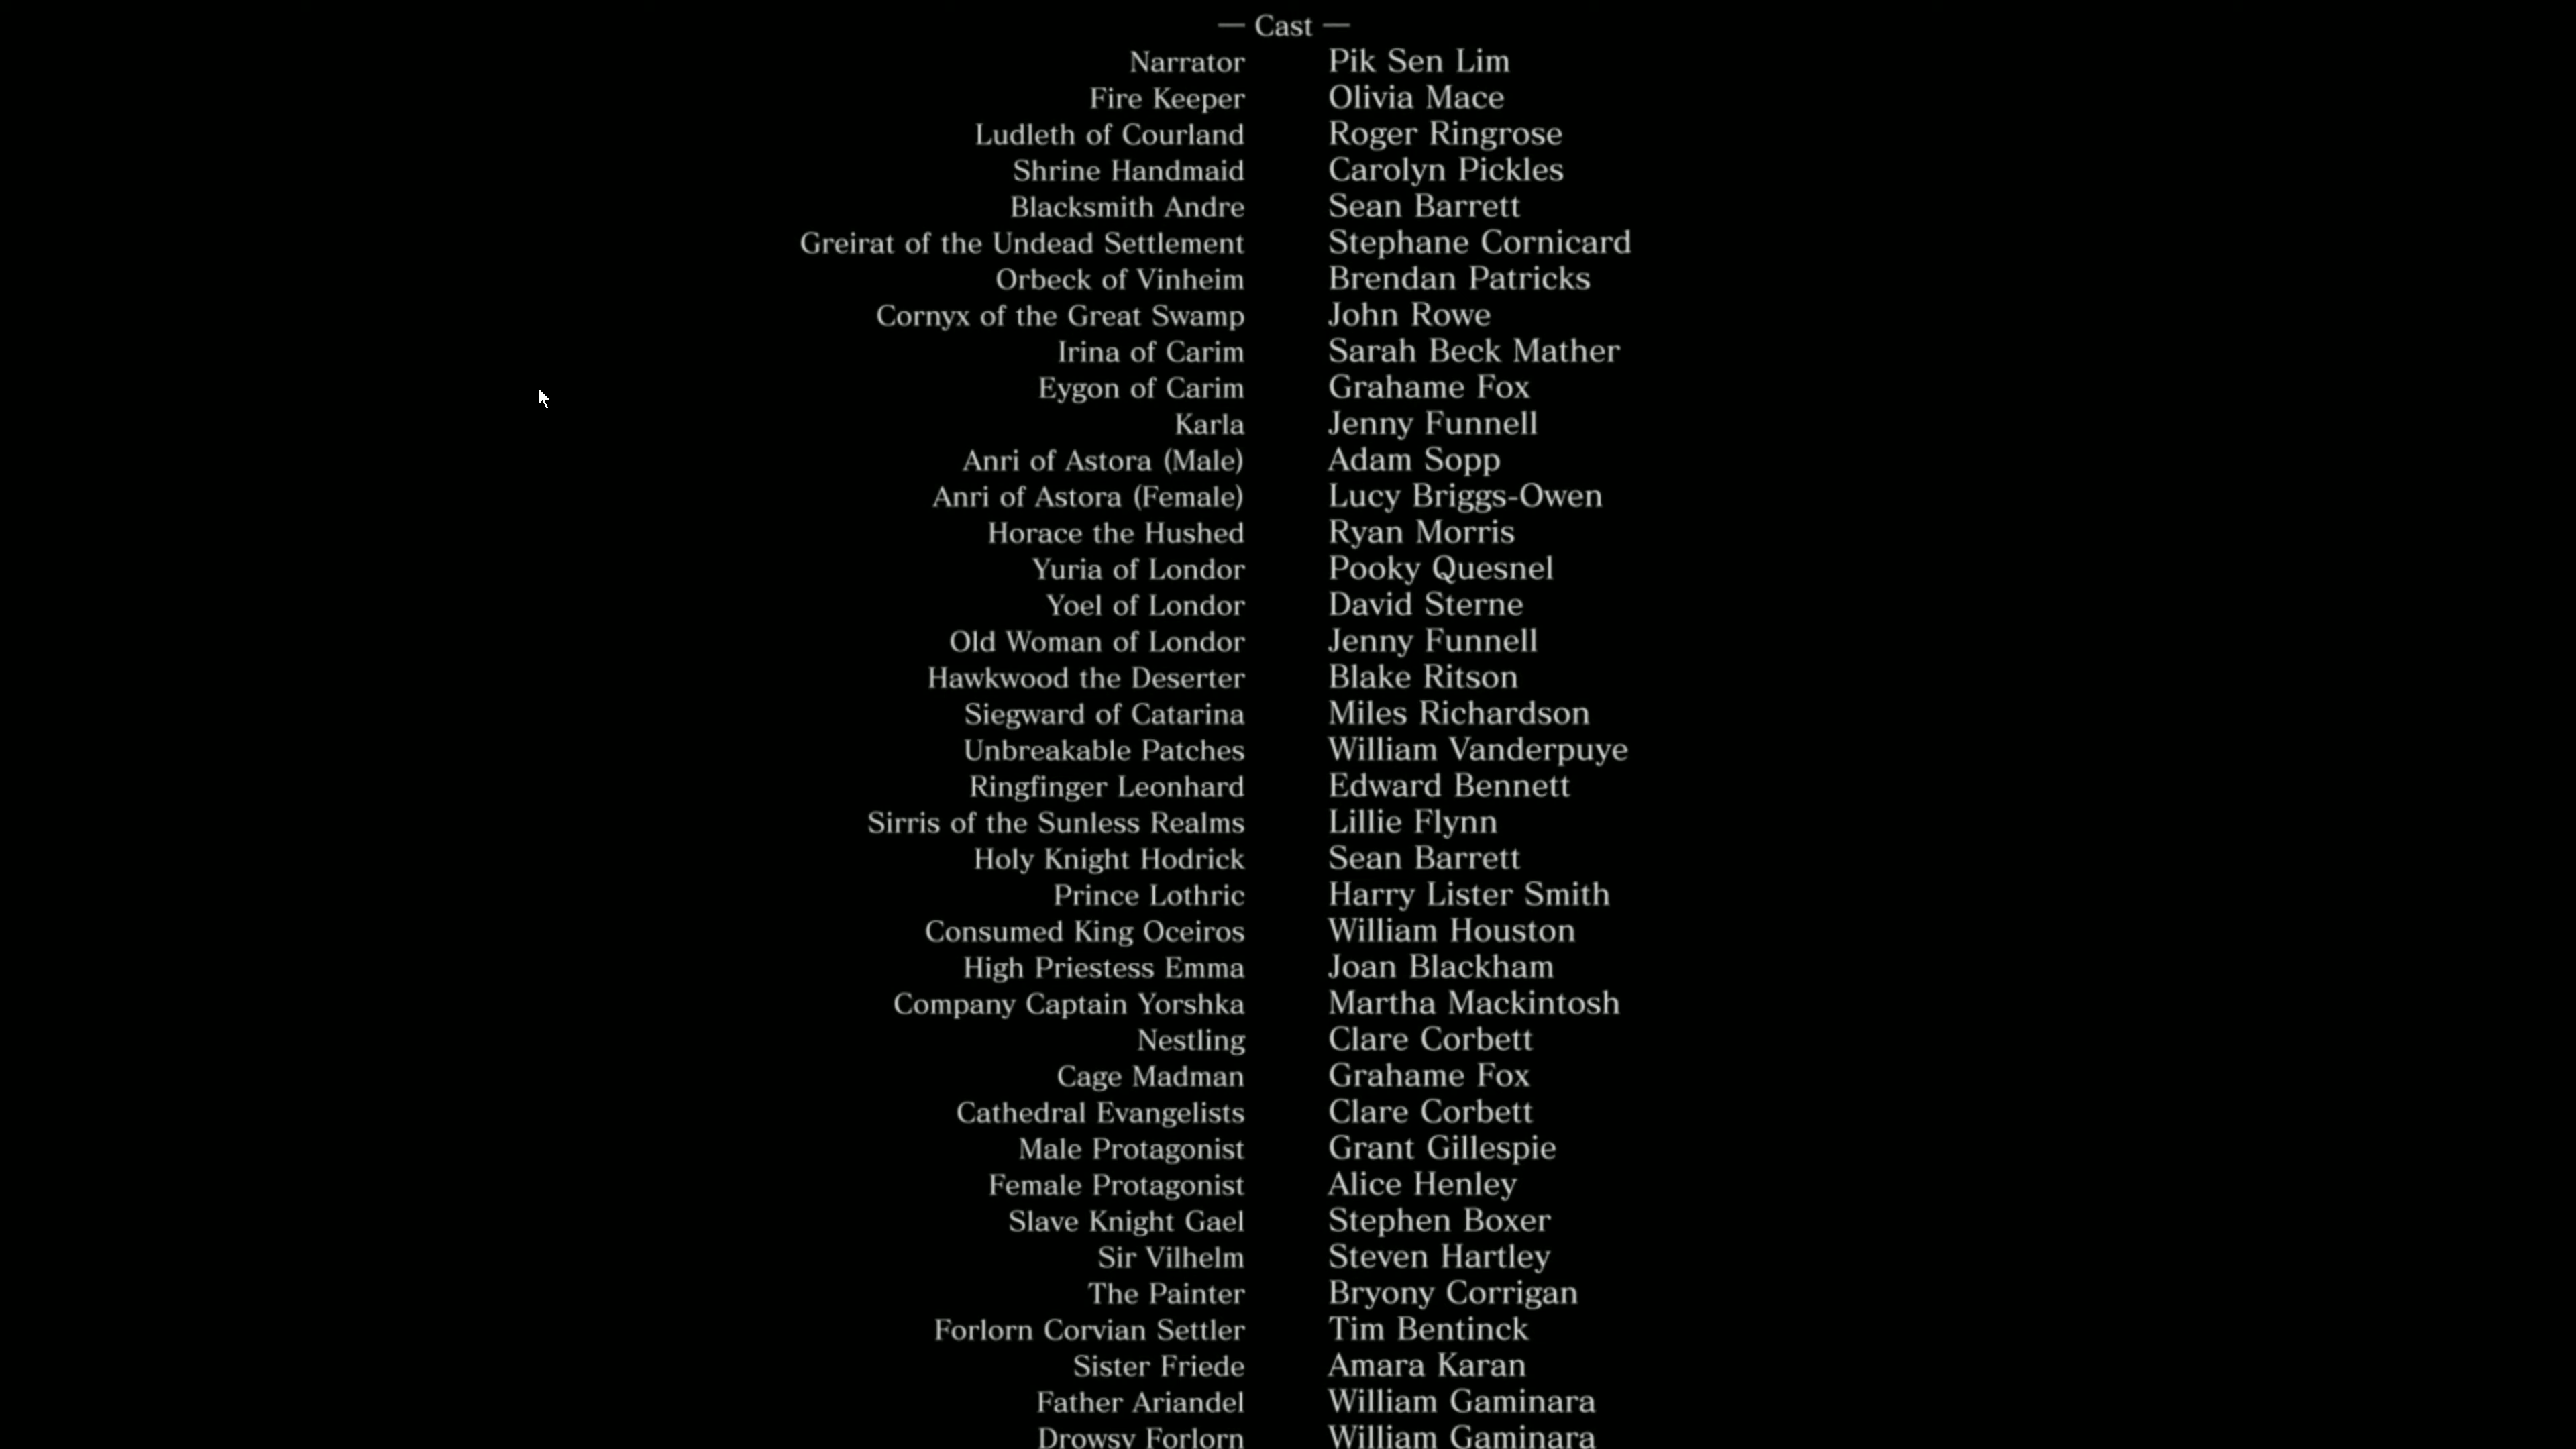 — Cast —
Narrator Pik Sen Lim
Fire Keeper Olivia Mace
Ludleth of Courland Roger Ringrose
Shrine Handmaid Carolyn Pickles
Blacksmith Andre Sean Barrett
Greirat of the Undead Settlement Stephane Cornicard
Orbeck of Vinheim Brendan Patricks
Cornyx of the Great Swamp John Rowe
Irina of Carim Sarah Beck Mather
Eygon of Carim Grahame Fox
Karla Jenny Funnell
Anri of Astora (Male) Adam Sopp
Anri of Astora (Female) Lucy Briggs-Owen
Horace the Hushed Ryan Morris
Yuria of Londor Pooky Quesnel
Yoel of Londor David Sterne
Old Woman of Londor Jenny Funnell
Hawkwood the Deserter Blake Ritson
Siegward of Catarina Miles Richardson
Unbreakable Patches William Vanderpuye
Ringfinger Leonhard Edward Bennett
Sirris of the Sunless Realms Lillie Flynn
Holy Knight Hodrick Sean Barrett
Prince Lothric Harry Lister Smith
Consumed King Oceiros William Houston
High Priestess Emma Joan Blackham
Company Captain Yorshka Martha Mackintosh
Nestling Clare Corbett
Cage Madman Grahame Fox
Cathedral Evangelists Clare Corbett
Male Protagonist Grant Gillespie
Female Protagonist Alice Henley
Slave Knight Gael Stephen Boxer
Sir Vilhelm Steven Hartley
The Painter Bryony Corrigan
Forlorn Corvian Settler Tim Bentinck
Sister Friede Amara Karan
Father Ariandel William Gaminara
Drowsy Forlorn William Gaminara